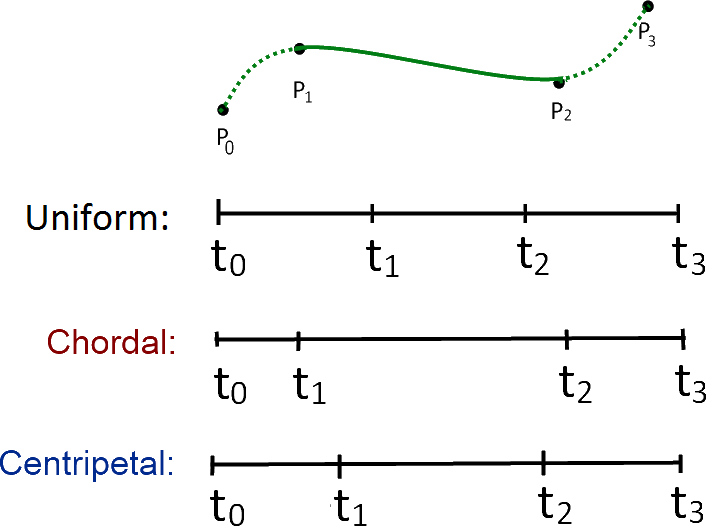 P₃
P₁
P₂
P₀
Uniform:
t₀ t₁ t₂ t₃
Chordal:
t₀ t₁ t₂ t₃
Centripetal:
t₀ t₁ t₂ t₃